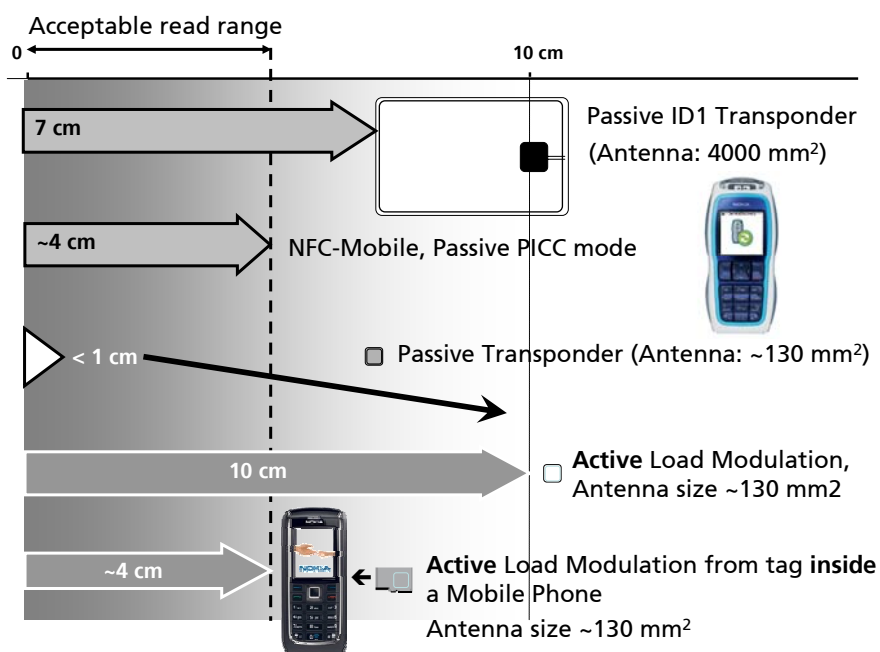 Acceptable read range
0
10 cm
7 cm
Passive ID1 Transponder
(Antenna: 4000 mm²)
~4 cm
NFC-Mobile, Passive PICC mode
< 1 cm
Passive Transponder (Antenna: ~130 mm²)
10 cm
Active Load Modulation,
Antenna size ~130 mm2
~4 cm
NOKIA
Active Load Modulation from tag inside
a Mobile Phone
Antenna size ~130 mm²